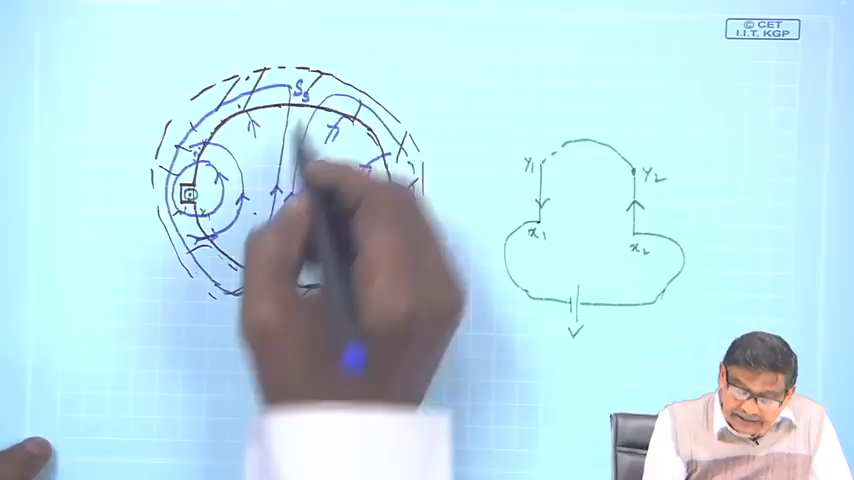 © CET
I.I.T. KGP
S S
Y1
Y2
x1
x2
V